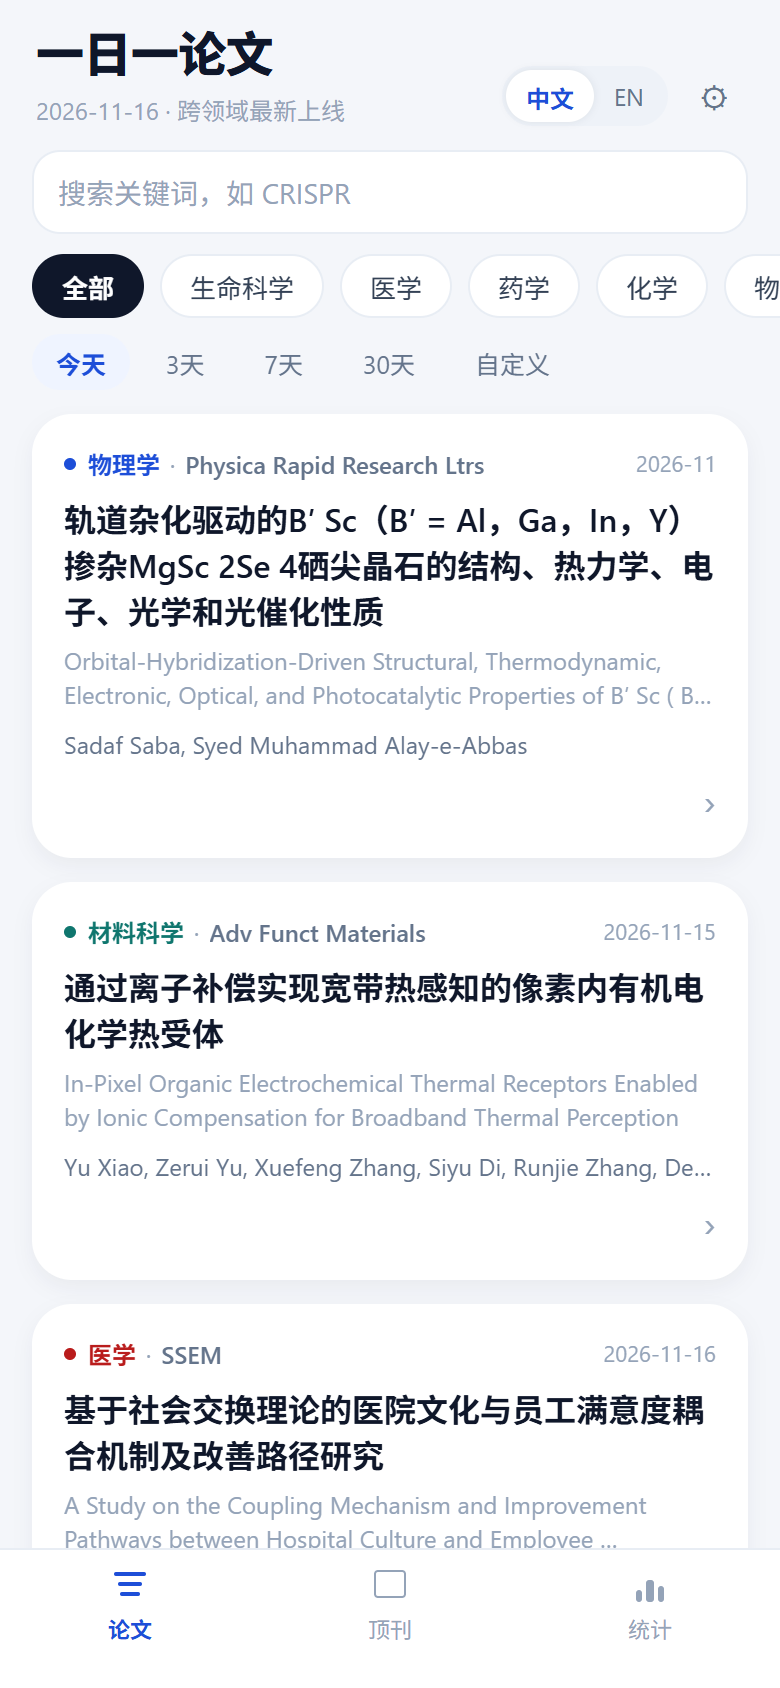 一日一论文
2026-11-16 · 跨领域最新上线
中文 EN
搜索关键词，如 CRISPR
全部 生命科学 医学 药学 化学 物
今天 3天 7天 30天 自定义
物理学 · Physica Rapid Research Ltrs 2026-11
轨道杂化驱动的B′ Sc（B′ = Al，Ga，In，Y）
掺杂MgSc 2Se 4硒尖晶石的结构、热力学、电
子、光学和光催化性质
Orbital-Hybridization-Driven Structural, Thermodynamic,
Electronic, Optical, and Photocatalytic Properties of B′ Sc ( B...
Sadaf Saba, Syed Muhammad Alay-e-Abbas
›
材料科学 · Adv Funct Materials 2026-11-15
通过离子补偿实现宽带热感知的像素内有机电
化学热受体
In-Pixel Organic Electrochemical Thermal Receptors Enabled
by Ionic Compensation for Broadband Thermal Perception
Yu Xiao, Zerui Yu, Xuefeng Zhang, Siyu Di, Runjie Zhang, De...
›
医学 · SSEM 2026-11-16
基于社会交换理论的医院文化与员工满意度耦
合机制及改善路径研究
A Study on the Coupling Mechanism and Improvement
Pathways between Hospital Culture and Employee ...
论文 顶刊 统计